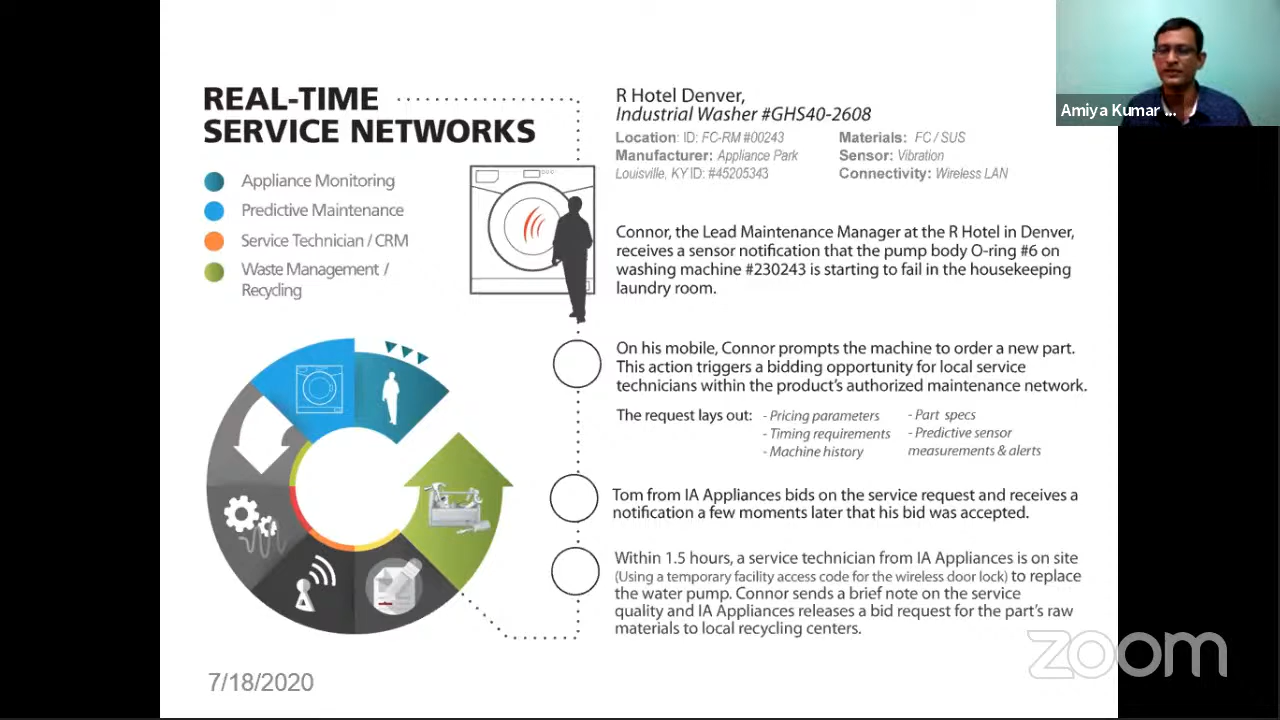 REAL-TIME
SERVICE NETWORKS
Appliance Monitoring
Predictive Maintenance
Service Technician / CRM
Waste Management /
Recycling
R Hotel Denver,
Industrial Washer #GHS40-2608
Location: ID: FC-RM #00243
Manufacturer: Appliance Park
Louisville, KY ID: #45205343
Materials: FC / SUS
Sensor: Vibration
Connectivity: Wireless LAN
Connor, the Lead Maintenance Manager at the R Hotel in Denver,
receives a sensor notification that the pump body O-ring #6 on
washing machine #230243 is starting to fail in the housekeeping
laundry room.
On his mobile, Connor prompts the machine to order a new part.
This action triggers a bidding opportunity for local service
technicians within the product's authorized maintenance network.
The request lays out:
- Pricing parameters
- Timing requirements
- Machine history
- Part specs
- Predictive sensor
measurements & alerts
Tom from IA Appliances bids on the service request and receives a
notification a few moments later that his bid was accepted.
Within 1.5 hours, a service technician from IA Appliances is on site
(Using a temporary facility access code for the wireless door lock) to replace
the water pump. Connor sends a brief note on the service
quality and IA Appliances releases a bid request for the part's raw
materials to local recycling centers.
7/18/2020
Amiya Kumar ...
zoom